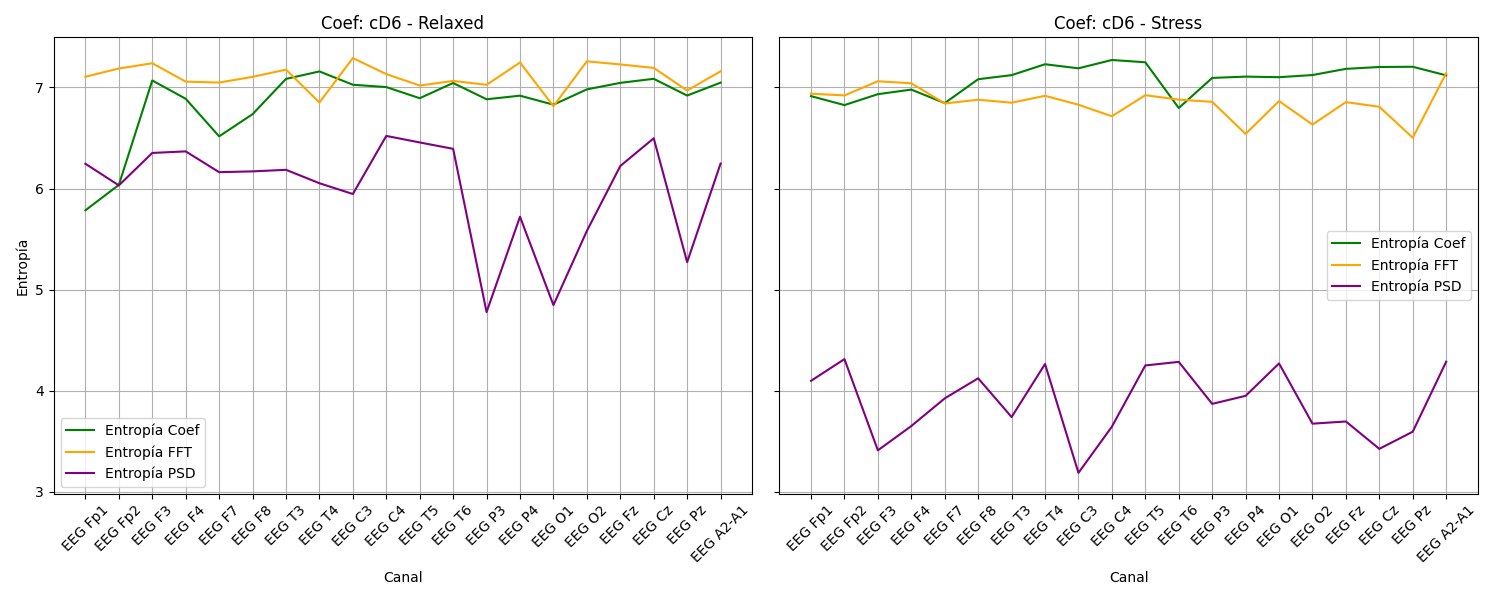 Coef: cD6 - Relaxed
Entropía
7
6
5
4
3
Entropía Coef
Entropía FFT
Entropía PSD
EEG Fp1
EEG Fp2
EEG F3
EEG F4
EEG F7
EEG F8
EEG T3
EEG T4
EEG C3
EEG C4
EEG T5
EEG T6
EEG P3
EEG P4
EEG O1
EEG O2
EEG Fz
EEG Cz
EEG Pz
EEG A2-A1
Canal
Coef: cD6 - Stress
Entropía Coef
Entropía FFT
Entropía PSD
EEG Fp1
EEG Fp2
EEG F3
EEG F4
EEG F7
EEG F8
EEG T3
EEG T4
EEG C3
EEG C4
EEG T5
EEG T6
EEG P3
EEG P4
EEG O1
EEG O2
EEG Fz
EEG Cz
EEG Pz
EEG A2-A1
Canal